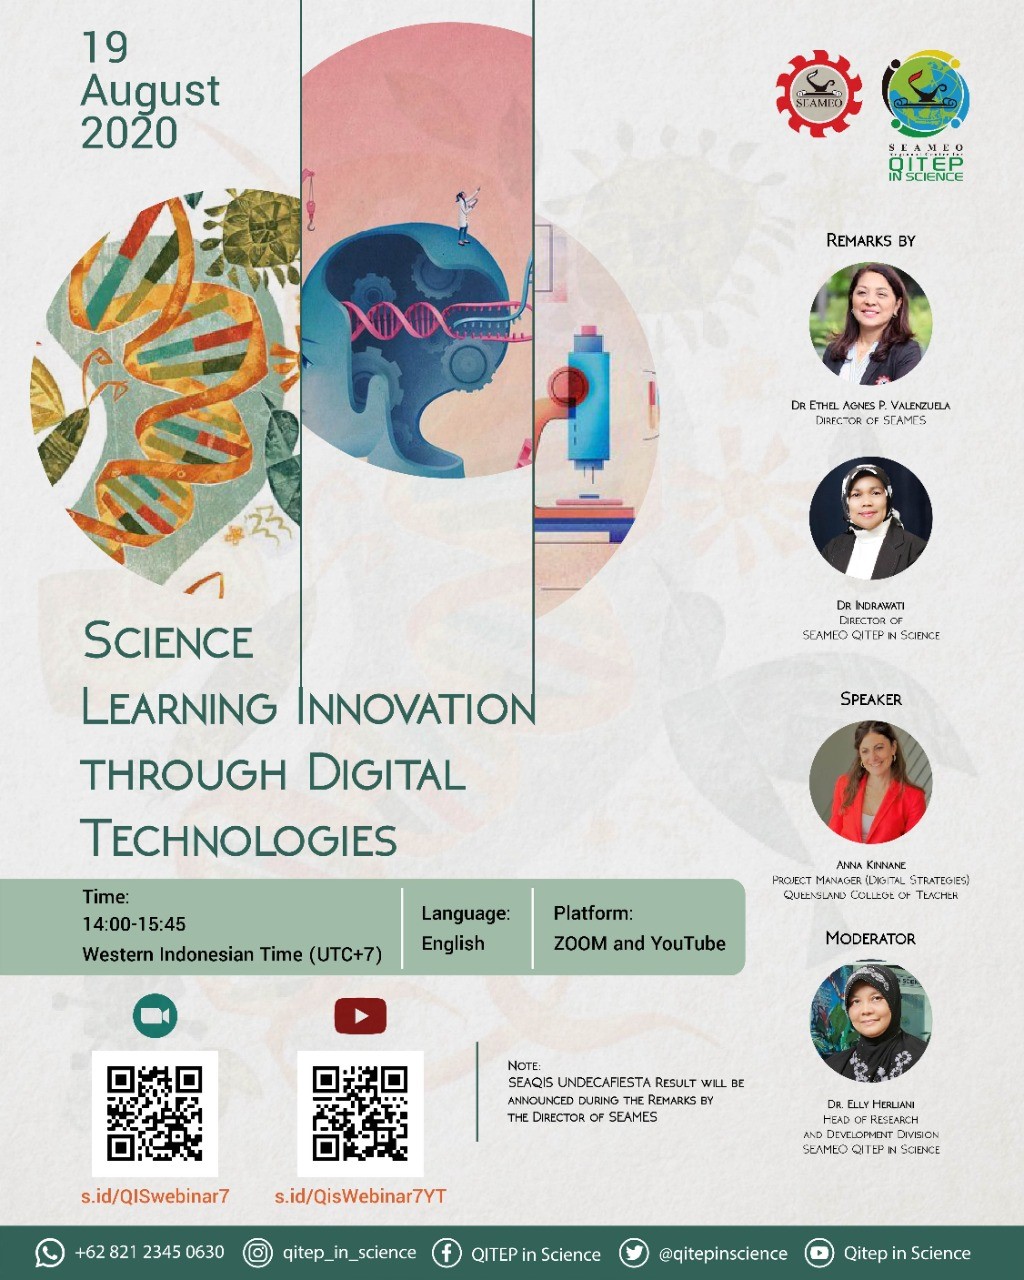 19
August
2020
SEAMEO
SEAMEO
Regional Centre for
QITEP
IN SCIENCE
Remarks by
Dr Ethel Agnes P. Valenzuela
Director of SEAMES
Dr Indrawati
Director of
SEAMEO QITEP in Science
Science
Learning Innovation
through Digital
Technologies
Speaker
Anna Kinnane
Project Manager (Digital Strategies)
Queensland College of Teacher
Time:
14:00-15:45
Western Indonesian Time (UTC+7)
Language:
English
Platform:
ZOOM and YouTube
Moderator
Dr. Elly Herliani
Head of Research
and Development Division
SEAMEO QITEP in Science
Note:
SEAQIS UNDECAFIESTA Result will be
announced during the Remarks by
the Director of SEAMES
s.id/QISwebinar7
s.id/QisWebinar7YT
+62 821 2345 0630
qitep_in_science
QITEP in Science
@qitepinscience
Qitep in Science